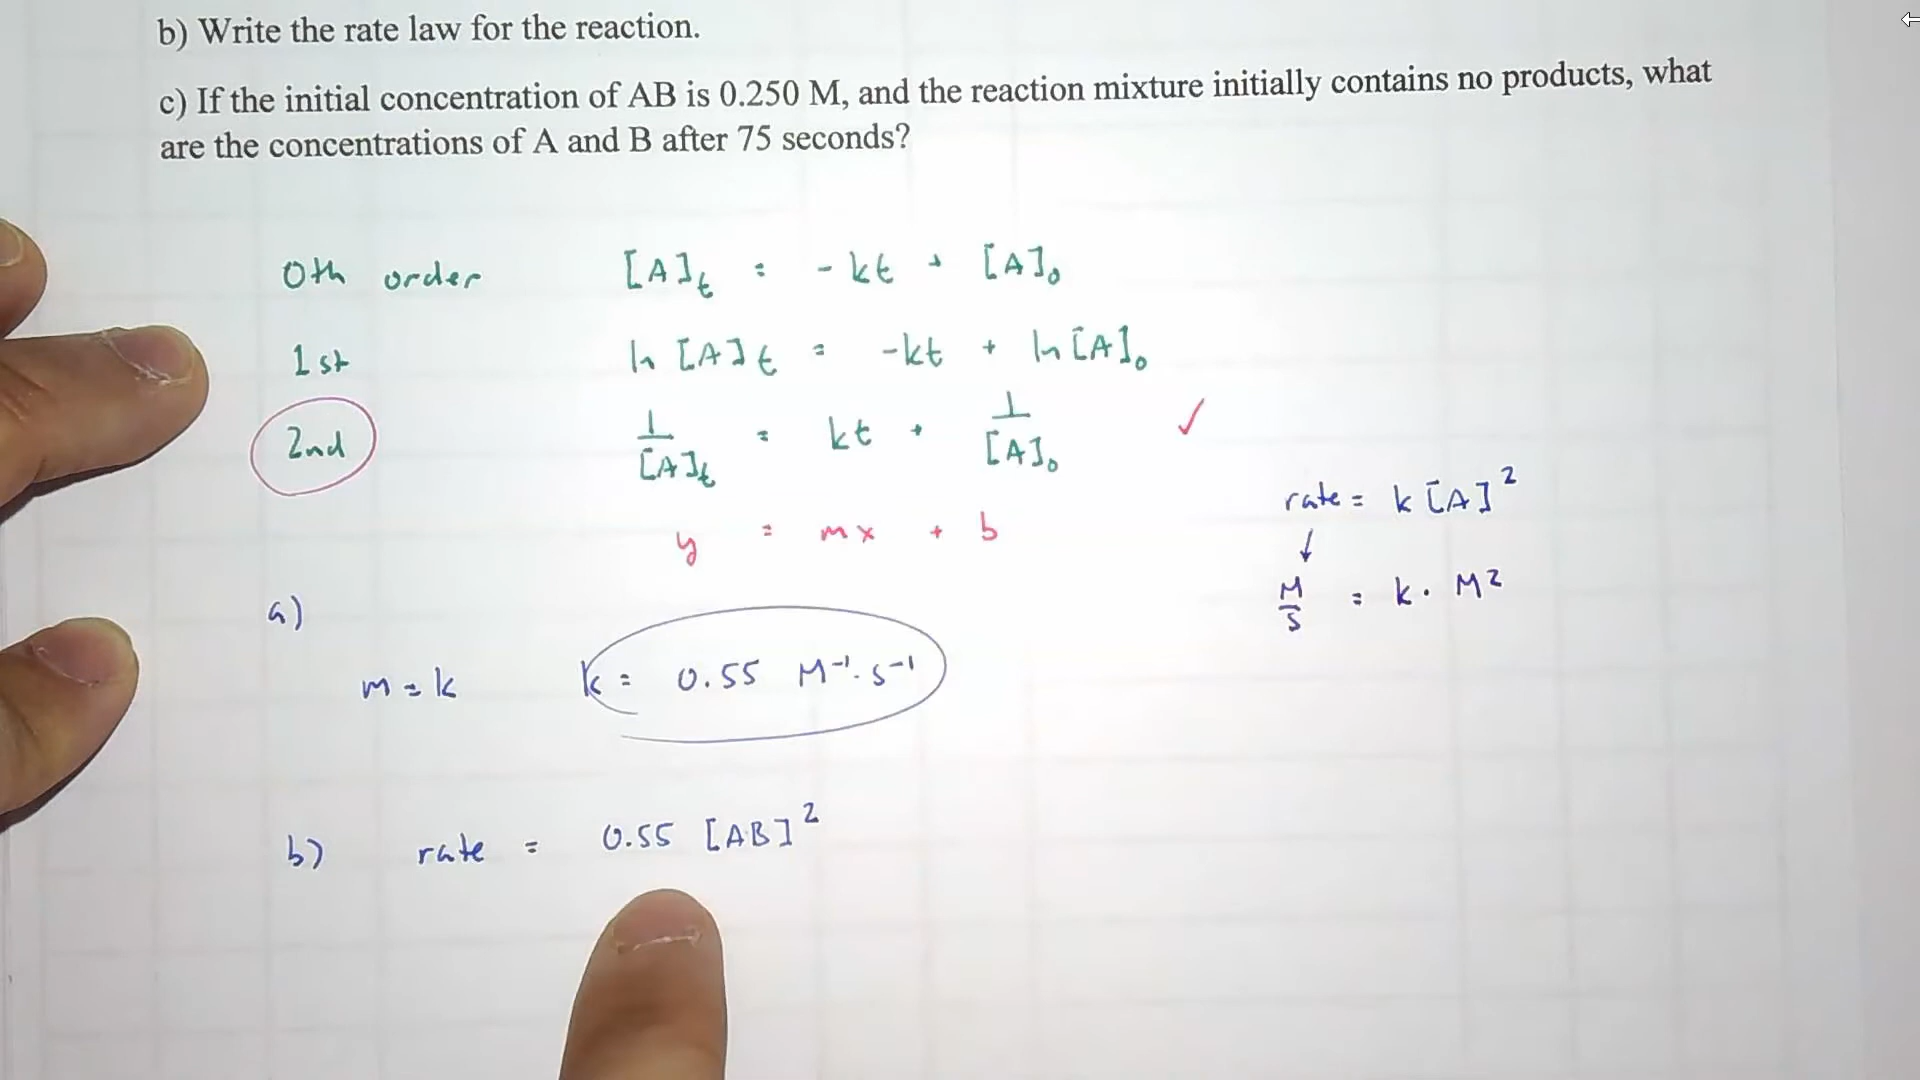 b) Write the rate law for the reaction.
c) If the initial concentration of AB is 0.250 M, and the reaction mixture initially contains no products, what
are the concentrations of A and B after 75 seconds?
0th order [A]t = -kt + [A]₀
1st ln [A]t = -kt + ln [A]₀
2nd 1/[A]t = kt + 1/[A]₀ ✓
y = mx + b
rate = k [A]²
↓
M/s = k · M²
a)
m = k k = 0.55 M⁻¹·s⁻¹
b) rate = 0.55 [AB]²